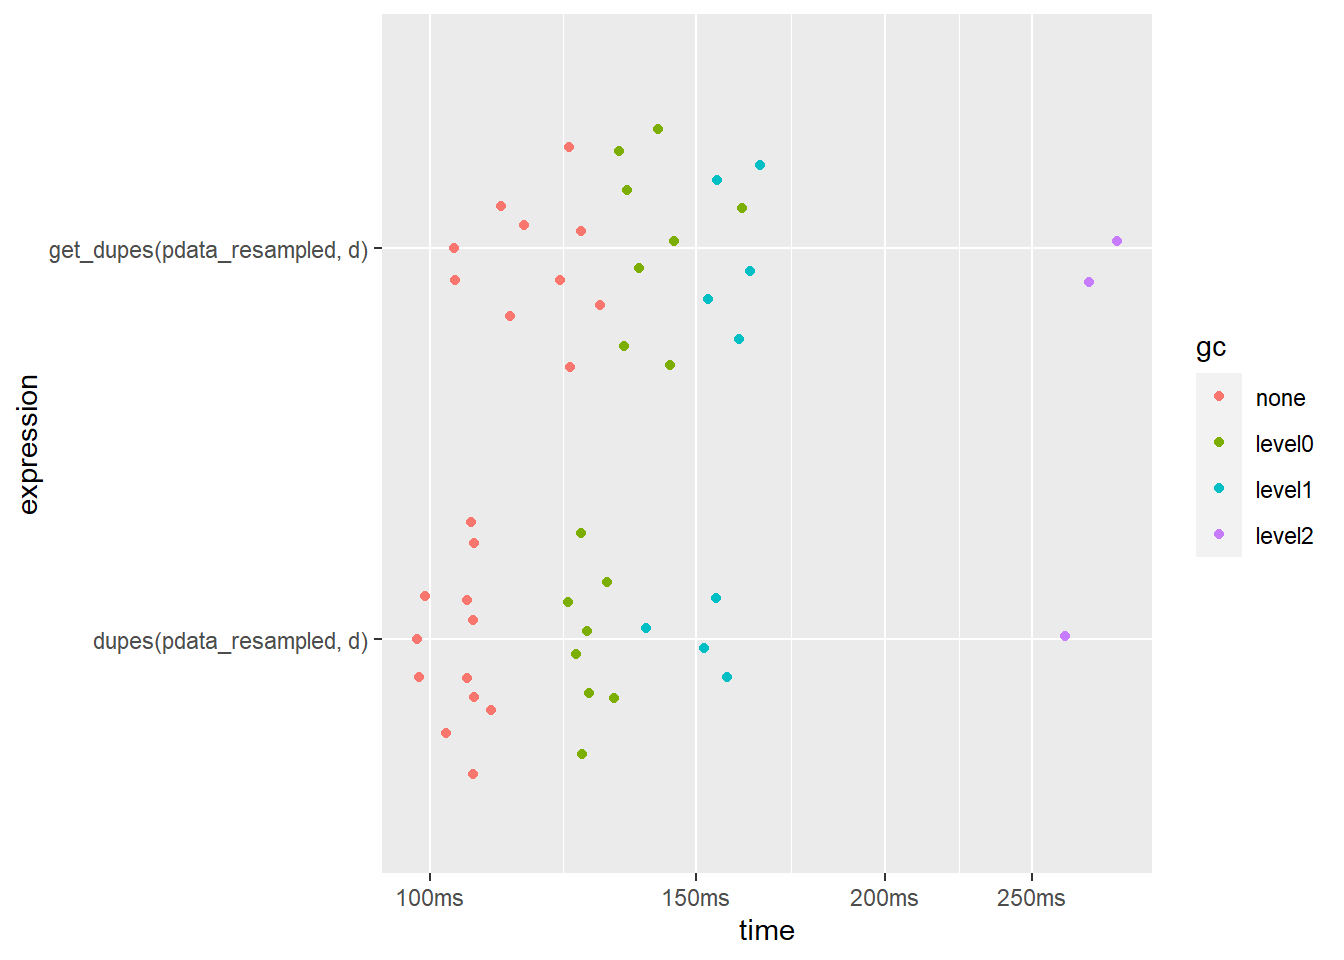 get_dupes(pdata_resampled, d)
dupes(pdata_resampled, d)
expression
100ms
150ms
200ms
250ms
time
gc
none
level0
level1
level2